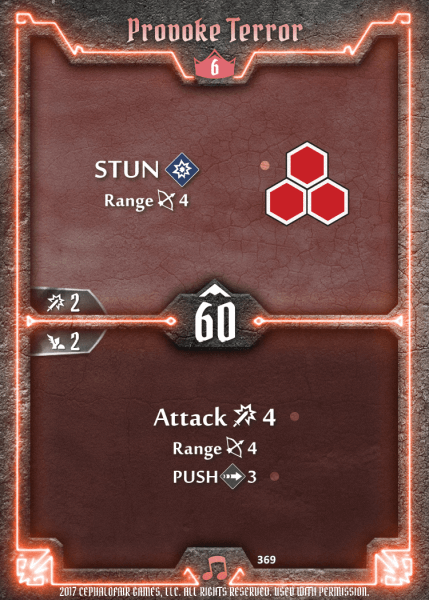 Provoke Terror
6
STUN
Range 4
2
60
2
Attack 4
Range 4
PUSH 3
369
2017 CEPHALOFAIR GAMES, LLC. ALL RIGHTS RESERVED. USED WITH PERMISSION.